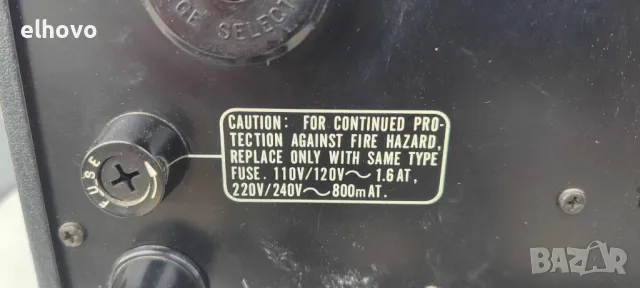 elhovo
GE SELECT
CAUTION: FOR CONTINUED PRO-
TECTION AGAINST FIRE HAZARD,
REPLACE ONLY WITH SAME TYPE
FUSE. 110V/120V～1.6AT,
220V/240V～800mAT.
FUSE
BAZAR